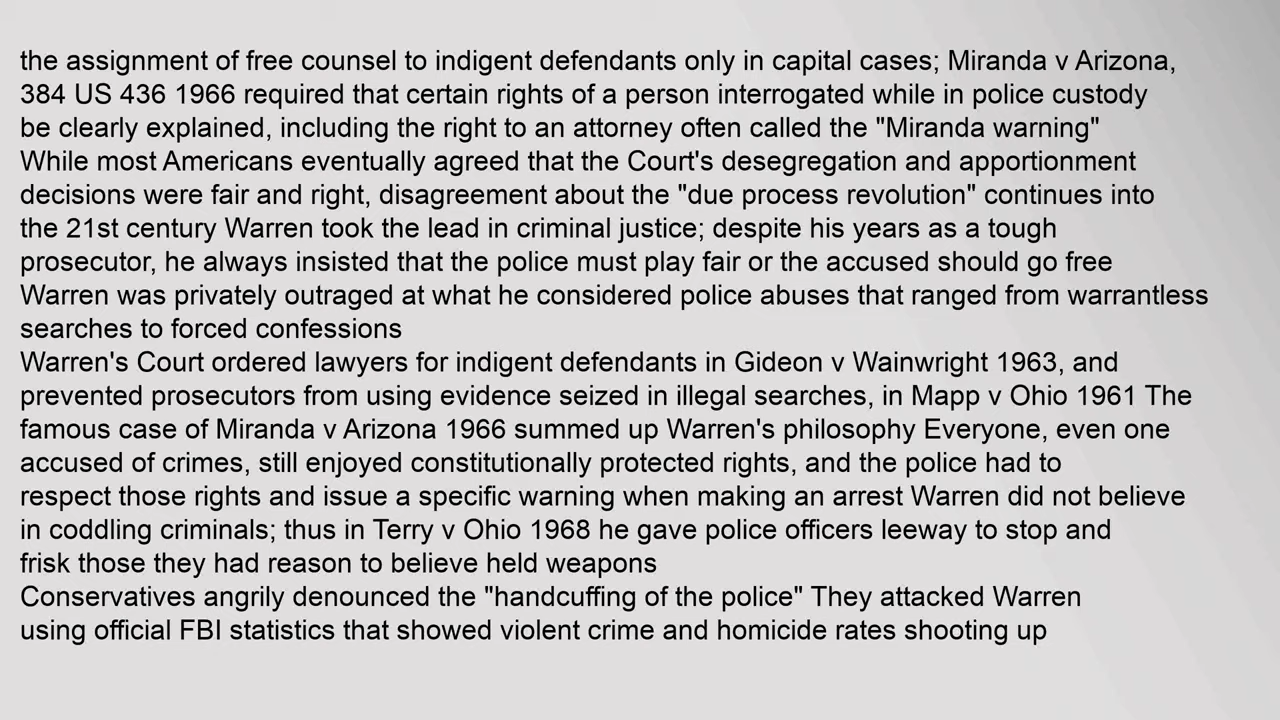 the assignment of free counsel to indigent defendants only in capital cases; Miranda v Arizona,
384 US 436 1966 required that certain rights of a person interrogated while in police custody
be clearly explained, including the right to an attorney often called the "Miranda warning"
While most Americans eventually agreed that the Court's desegregation and apportionment
decisions were fair and right, disagreement about the "due process revolution" continues into
the 21st century Warren took the lead in criminal justice; despite his years as a tough
prosecutor, he always insisted that the police must play fair or the accused should go free
Warren was privately outraged at what he considered police abuses that ranged from warrantless
searches to forced confessions
Warren's Court ordered lawyers for indigent defendants in Gideon v Wainwright 1963, and
prevented prosecutors from using evidence seized in illegal searches, in Mapp v Ohio 1961 The
famous case of Miranda v Arizona 1966 summed up Warren's philosophy Everyone, even one
accused of crimes, still enjoyed constitutionally protected rights, and the police had to
respect those rights and issue a specific warning when making an arrest Warren did not believe
in coddling criminals; thus in Terry v Ohio 1968 he gave police officers leeway to stop and
frisk those they had reason to believe held weapons
Conservatives angrily denounced the "handcuffing of the police" They attacked Warren
using official FBI statistics that showed violent crime and homicide rates shooting up